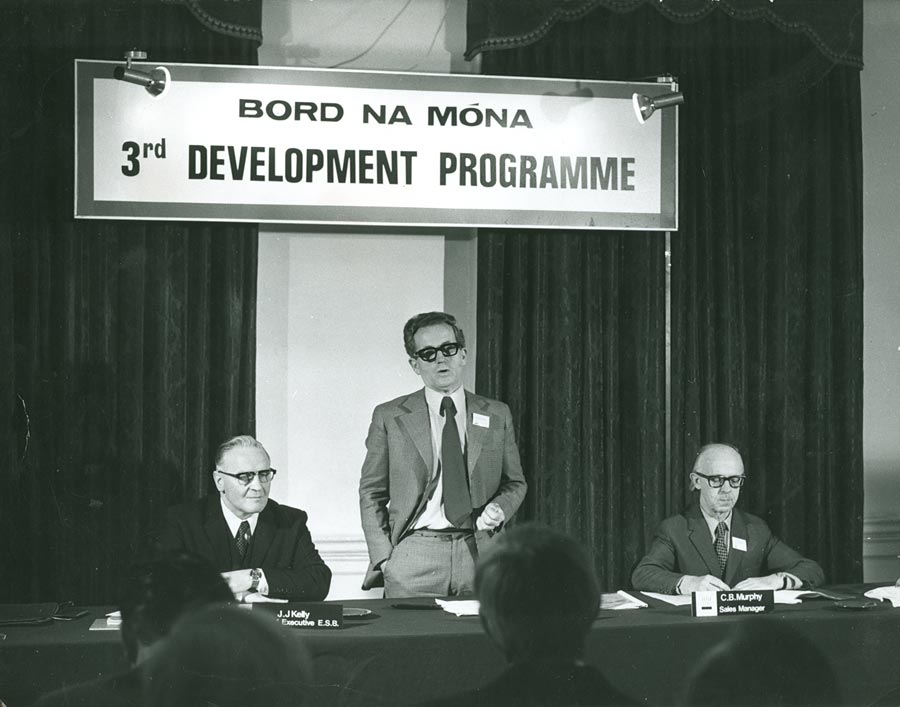 BORD NA MÓNA
3rd DEVELOPMENT PROGRAMME
J.J Kelly
Executive E.S.B.
C.B.Murphy
Sales Manager